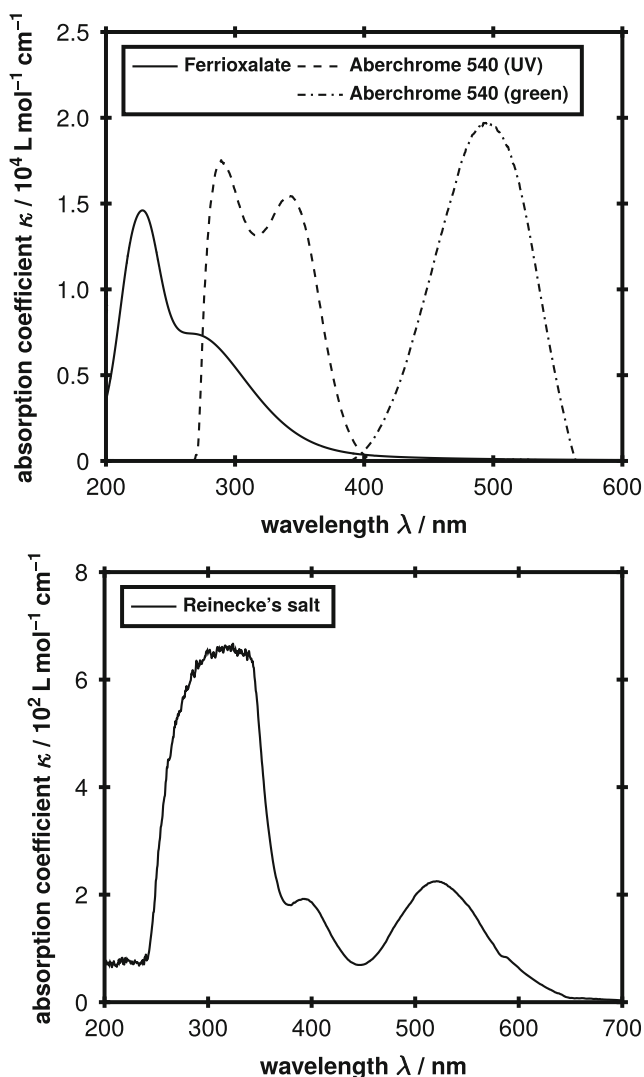 2.5
Ferrioxalate Aberchrome 540 (UV)
Aberchrome 540 (green)
2.0
1.5
1.0
0.5
0
absorption coefficient κ / 10⁴ L mol⁻¹ cm⁻¹
200 300 400 500 600
wavelength λ / nm
8
Reinecke's salt
6
4
2
0
absorption coefficient κ / 10² L mol⁻¹ cm⁻¹
200 300 400 500 600 700
wavelength λ / nm